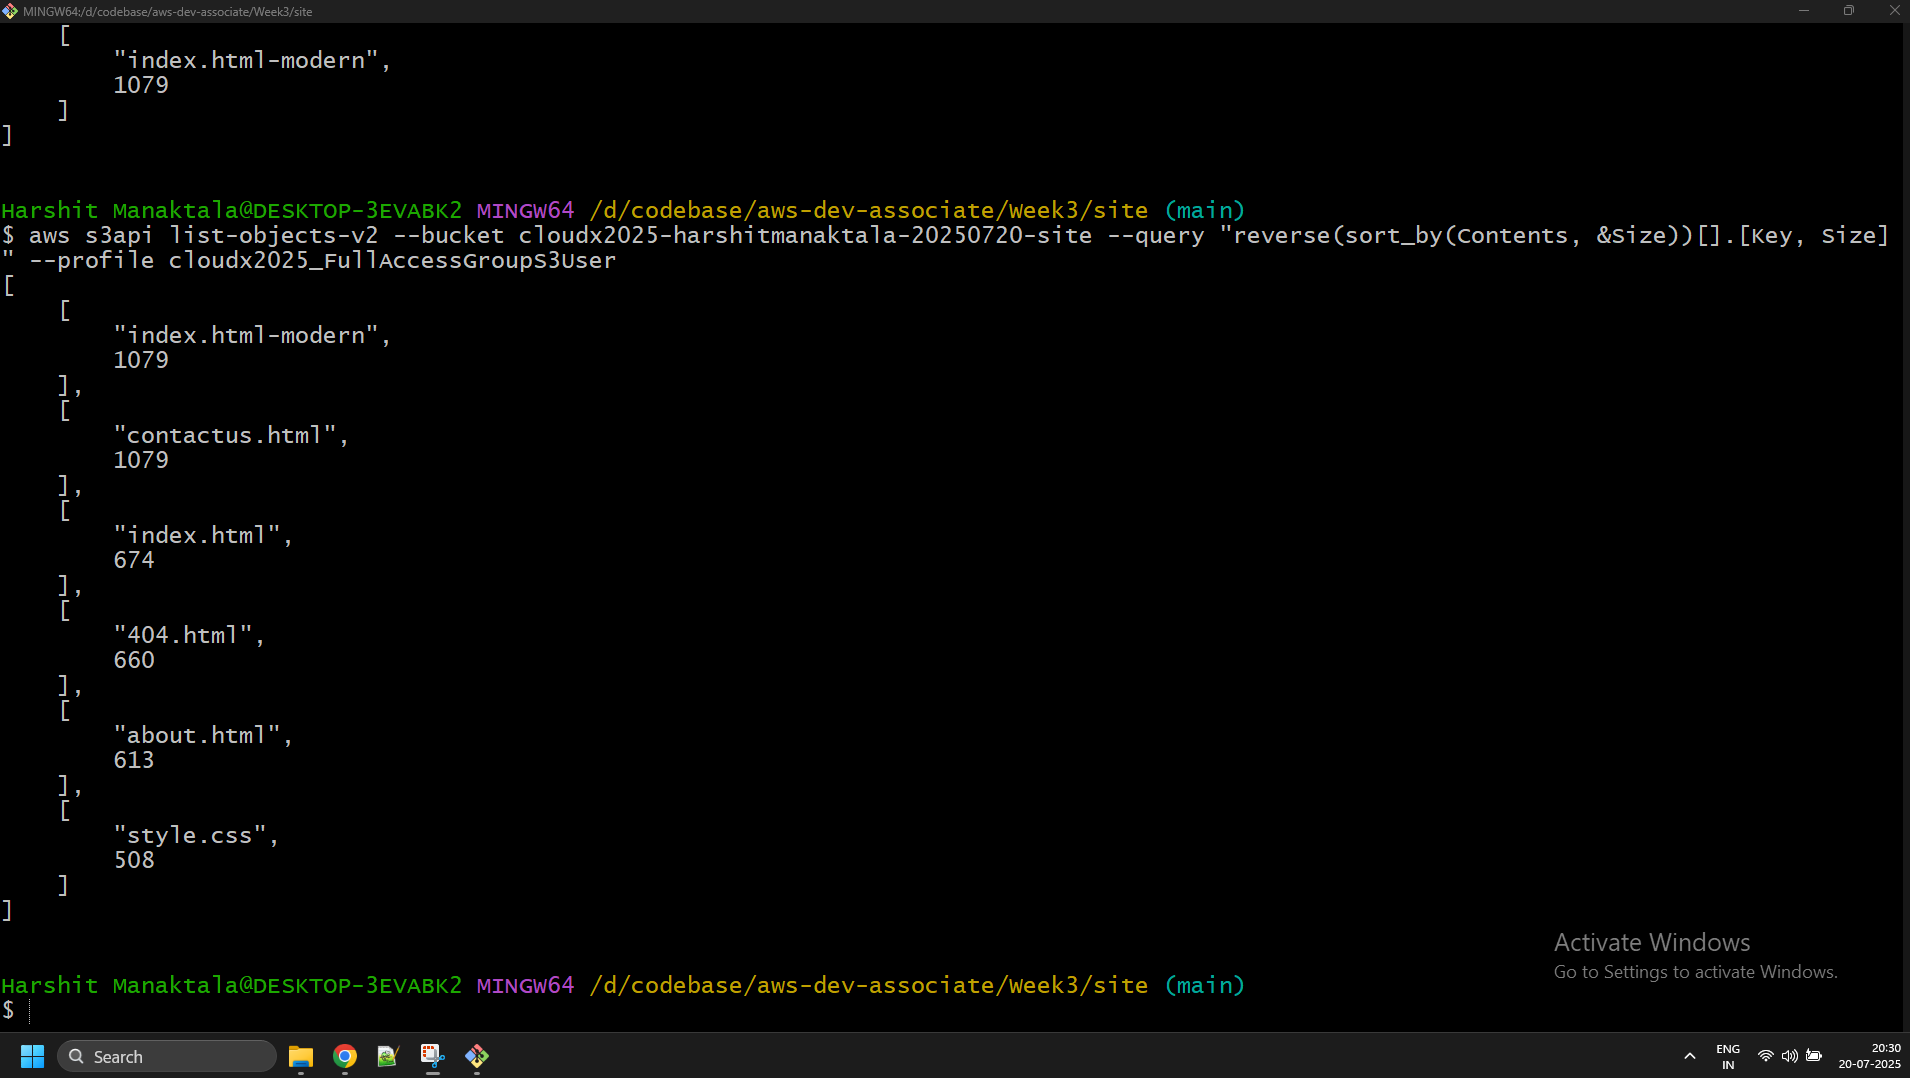 MINGW64:/d/codebase/aws-dev-associate/Week3/site
[
"index.html-modern",
1079
]
]
Harshit Manaktala@DESKTOP-3EVABK2 MINGW64 /d/codebase/aws-dev-associate/Week3/site (main)
$ aws s3api list-objects-v2 --bucket cloudx2025-harshitmanaktala-20250720-site --query "reverse(sort_by(Contents, &Size))[].[Key, Size]
" --profile cloudx2025_FullAccessGroupS3User
[
[
"index.html-modern",
1079
],
[
"contactus.html",
1079
],
[
"index.html",
674
],
[
"404.html",
660
],
[
"about.html",
613
],
[
"style.css",
508
]
]
Harshit Manaktala@DESKTOP-3EVABK2 MINGW64 /d/codebase/aws-dev-associate/Week3/site (main)
$
Activate Windows
Go to Settings to activate Windows.
Search
ENG
IN
20:30
20-07-2025